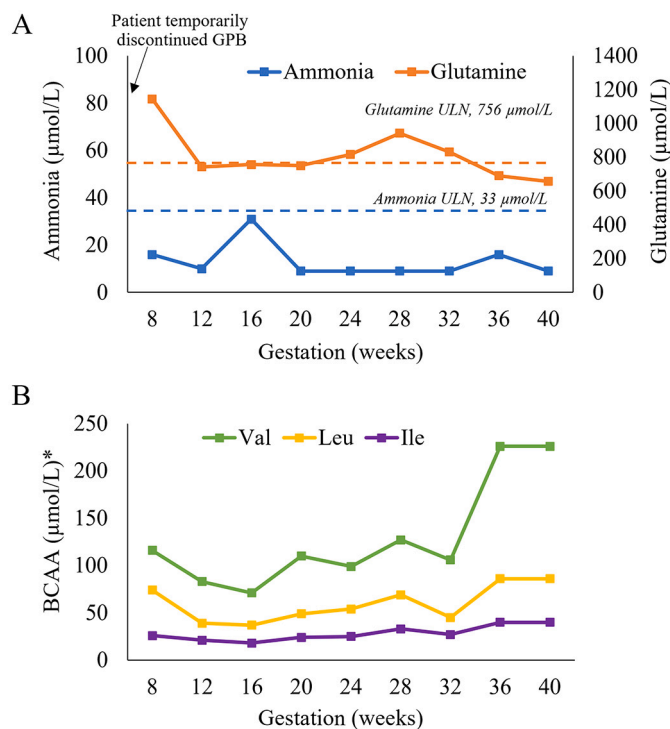 Patient temporarily
discontinued GPB
A
100
80
60
40
20
0
Ammonia (µmol/L)
Ammonia
Glutamine
Glutamine ULN, 756 µmol/L
Ammonia ULN, 33 µmol/L
1400
1200
1000
800
600
400
200
0
Glutamine (µmol/L)
8 12 16 20 24 28 32 36 40
Gestation (weeks)
B
250
200
150
100
50
0
BCAA (µmol/L)*
Val Leu Ile
8 12 16 20 24 28 32 36 40
Gestation (weeks)